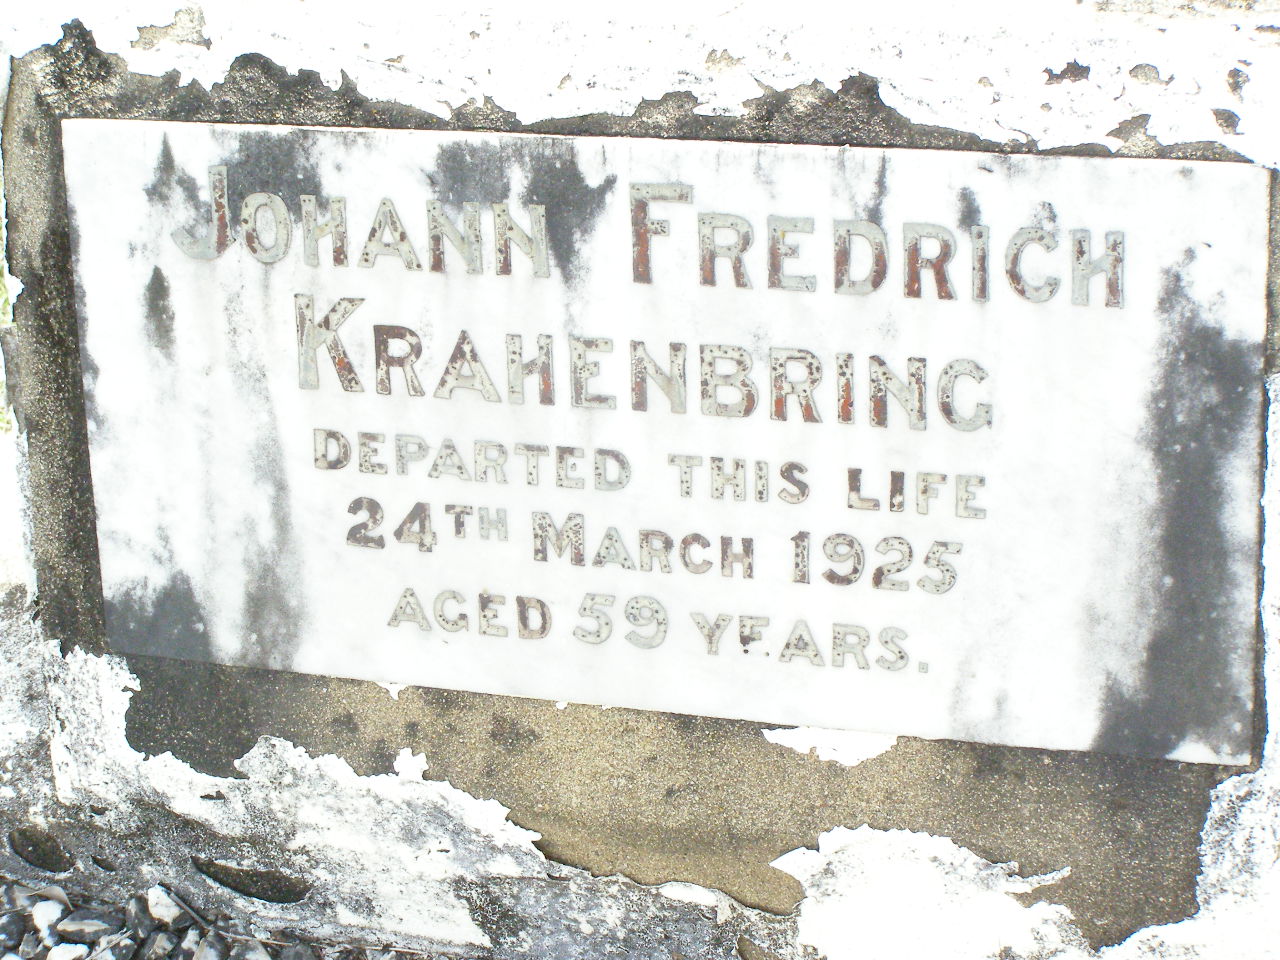 JOHANN FREDRICH
KRAHENBRING
DEPARTED THIS LIFE
24TH MARCH 1925
AGED 59 YEARS.